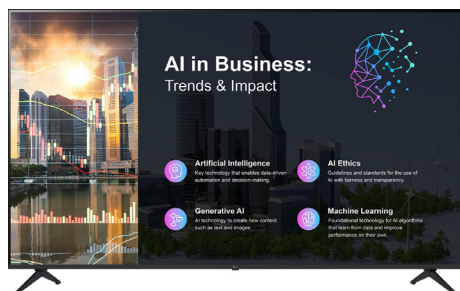 AI in Business:
Trends & Impact
Artificial Intelligence
Key technology that enables data-driven
automation and decision-making.
AI Ethics
Guidelines and standards for the use of
AI with fairness and transparency.
Generative AI
AI technology to create new content
such as text and images
Machine Learning
Foundational technology for AI algorithms
that learn from data and improve
performance on their own.